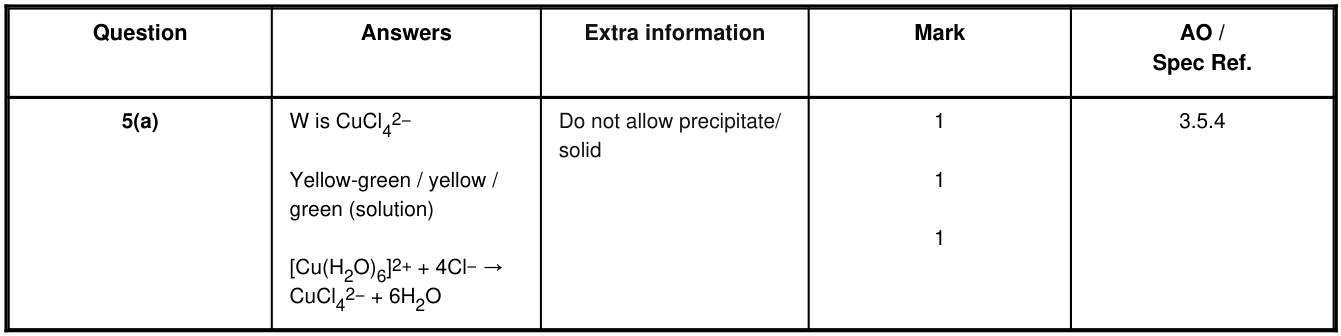 Question Answers Extra information Mark AO /
Spec Ref.
5(a) W is CuCl₄²⁻ Do not allow precipitate/ 1 3.5.4
solid
Yellow-green / yellow / 1
green (solution)
1
[Cu(H₂O)₆]²⁺ + 4Cl⁻ →
CuCl₄²⁻ + 6H₂O